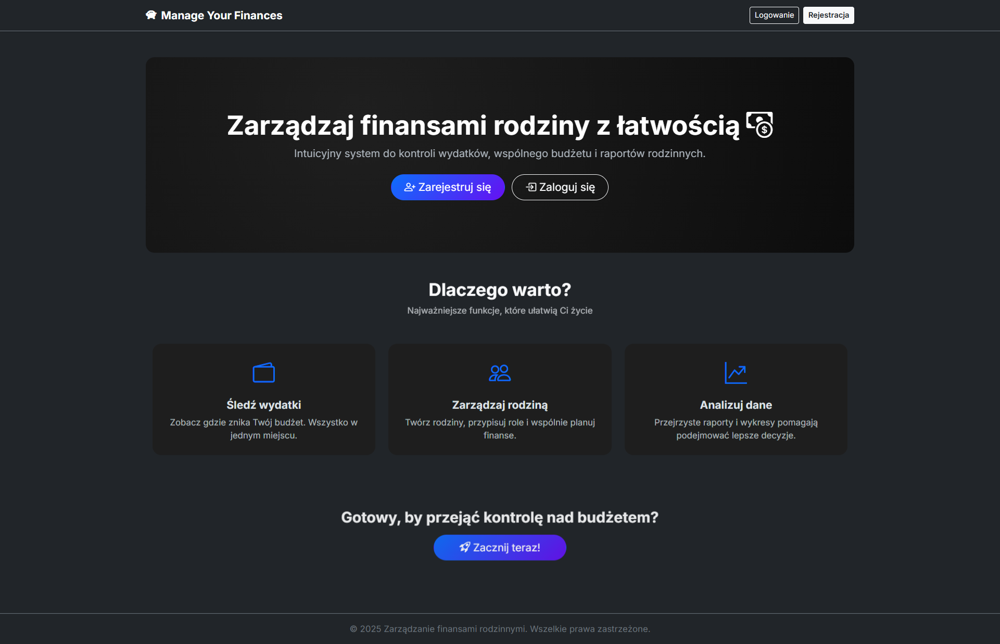 Manage Your Finances
Logowanie
Rejestracja
Zarządzaj finansami rodziny z łatwością
Intuicyjny system do kontroli wydatków, wspólnego budżetu i raportów rodzinnych.
Zarejestruj się
Zaloguj się
Dlaczego warto?
Najważniejsze funkcje, które ułatwią Ci życie
Śledź wydatki
Zobacz gdzie znika Twój budżet. Wszystko w
jednym miejscu.
Zarządzaj rodziną
Twórz rodziny, przypisuj role i wspólnie planuj
finanse.
Analizuj dane
Przejrzyste raporty i wykresy pomagają
podejmować lepsze decyzje.
Gotowy, by przejąć kontrolę nad budżetem?
Zacznij teraz!
© 2025 Zarządzanie finansami rodzinnymi. Wszelkie prawa zastrzeżone.